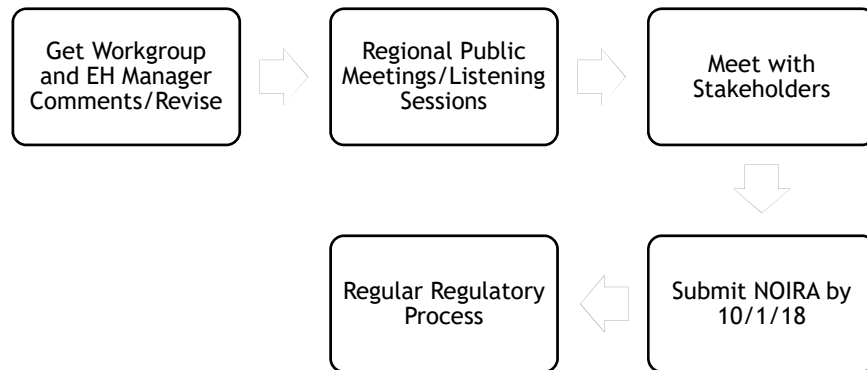 Get Workgroup
and EH Manager
Comments/Revise
Regional Public
Meetings/Listening
Sessions
Meet with
Stakeholders
Submit NOIRA by
10/1/18
Regular Regulatory
Process